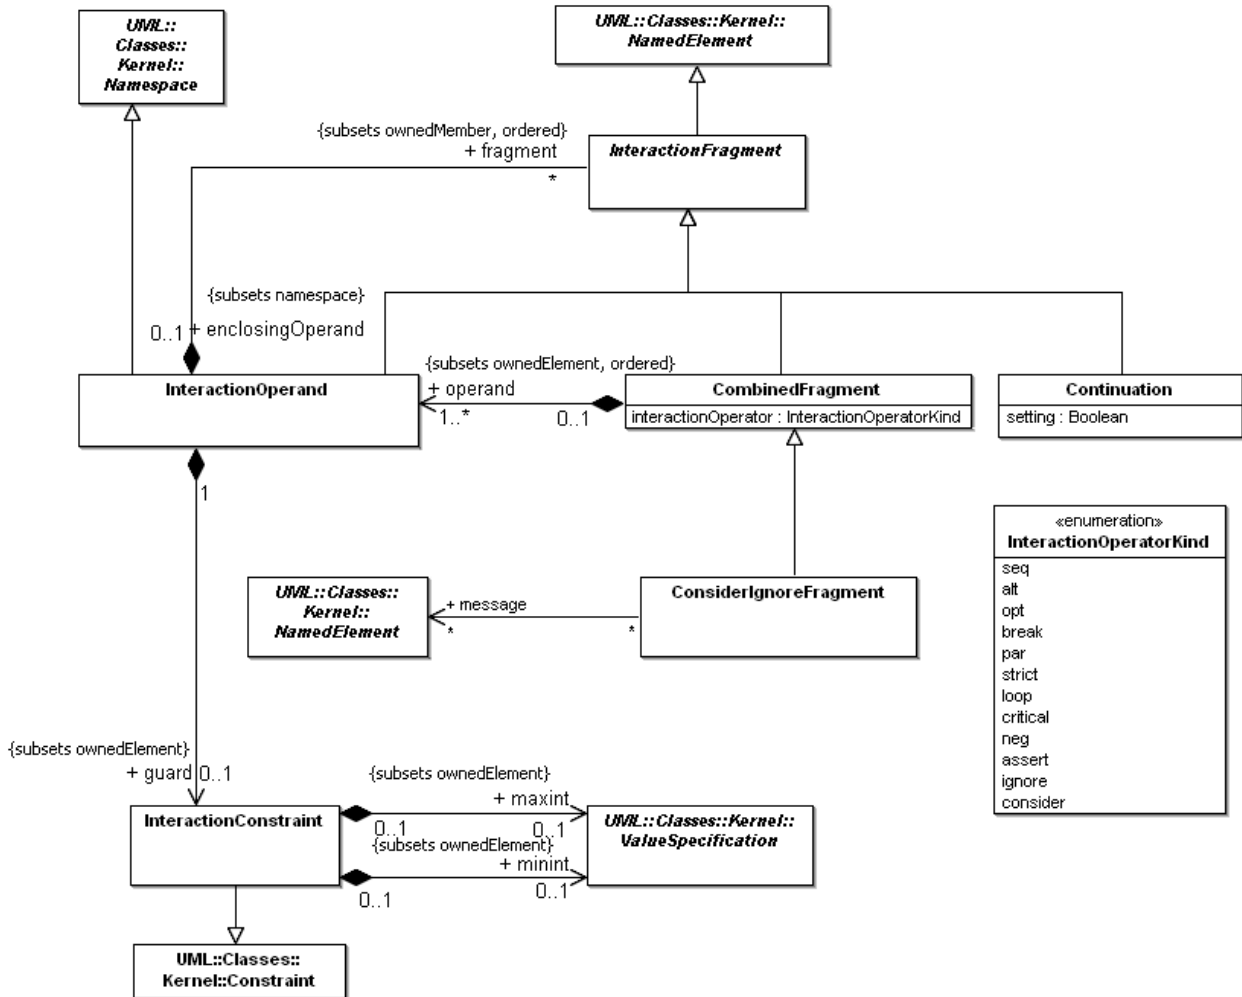 UML::
Classes::
Kernel::
Namespace
UML::Classes::Kernel::
NamedElement
{subsets ownedMember, ordered}
+ fragment
*
InteractionFragment
{subsets namespace}
0..1
+ enclosingOperand
InteractionOperand
{subsets ownedElement, ordered}
+ operand
1..*
0..1
CombinedFragment
interactionOperator : InteractionOperatorKind
Continuation
setting : Boolean
1
«enumeration»
InteractionOperatorKind
seq
alt
opt
break
par
strict
loop
critical
neg
assert
ignore
consider
UML::Classes::
Kernel::
NamedElement
+ message
*
*
ConsiderIgnoreFragment
{subsets ownedElement}
+ guard
0..1
InteractionConstraint
{subsets ownedElement}
+ maxint
0..1
0..1
{subsets ownedElement}
+ minint
0..1
0..1
UML::Classes::Kernel::
ValueSpecification
UML::Classes::
Kernel::Constraint